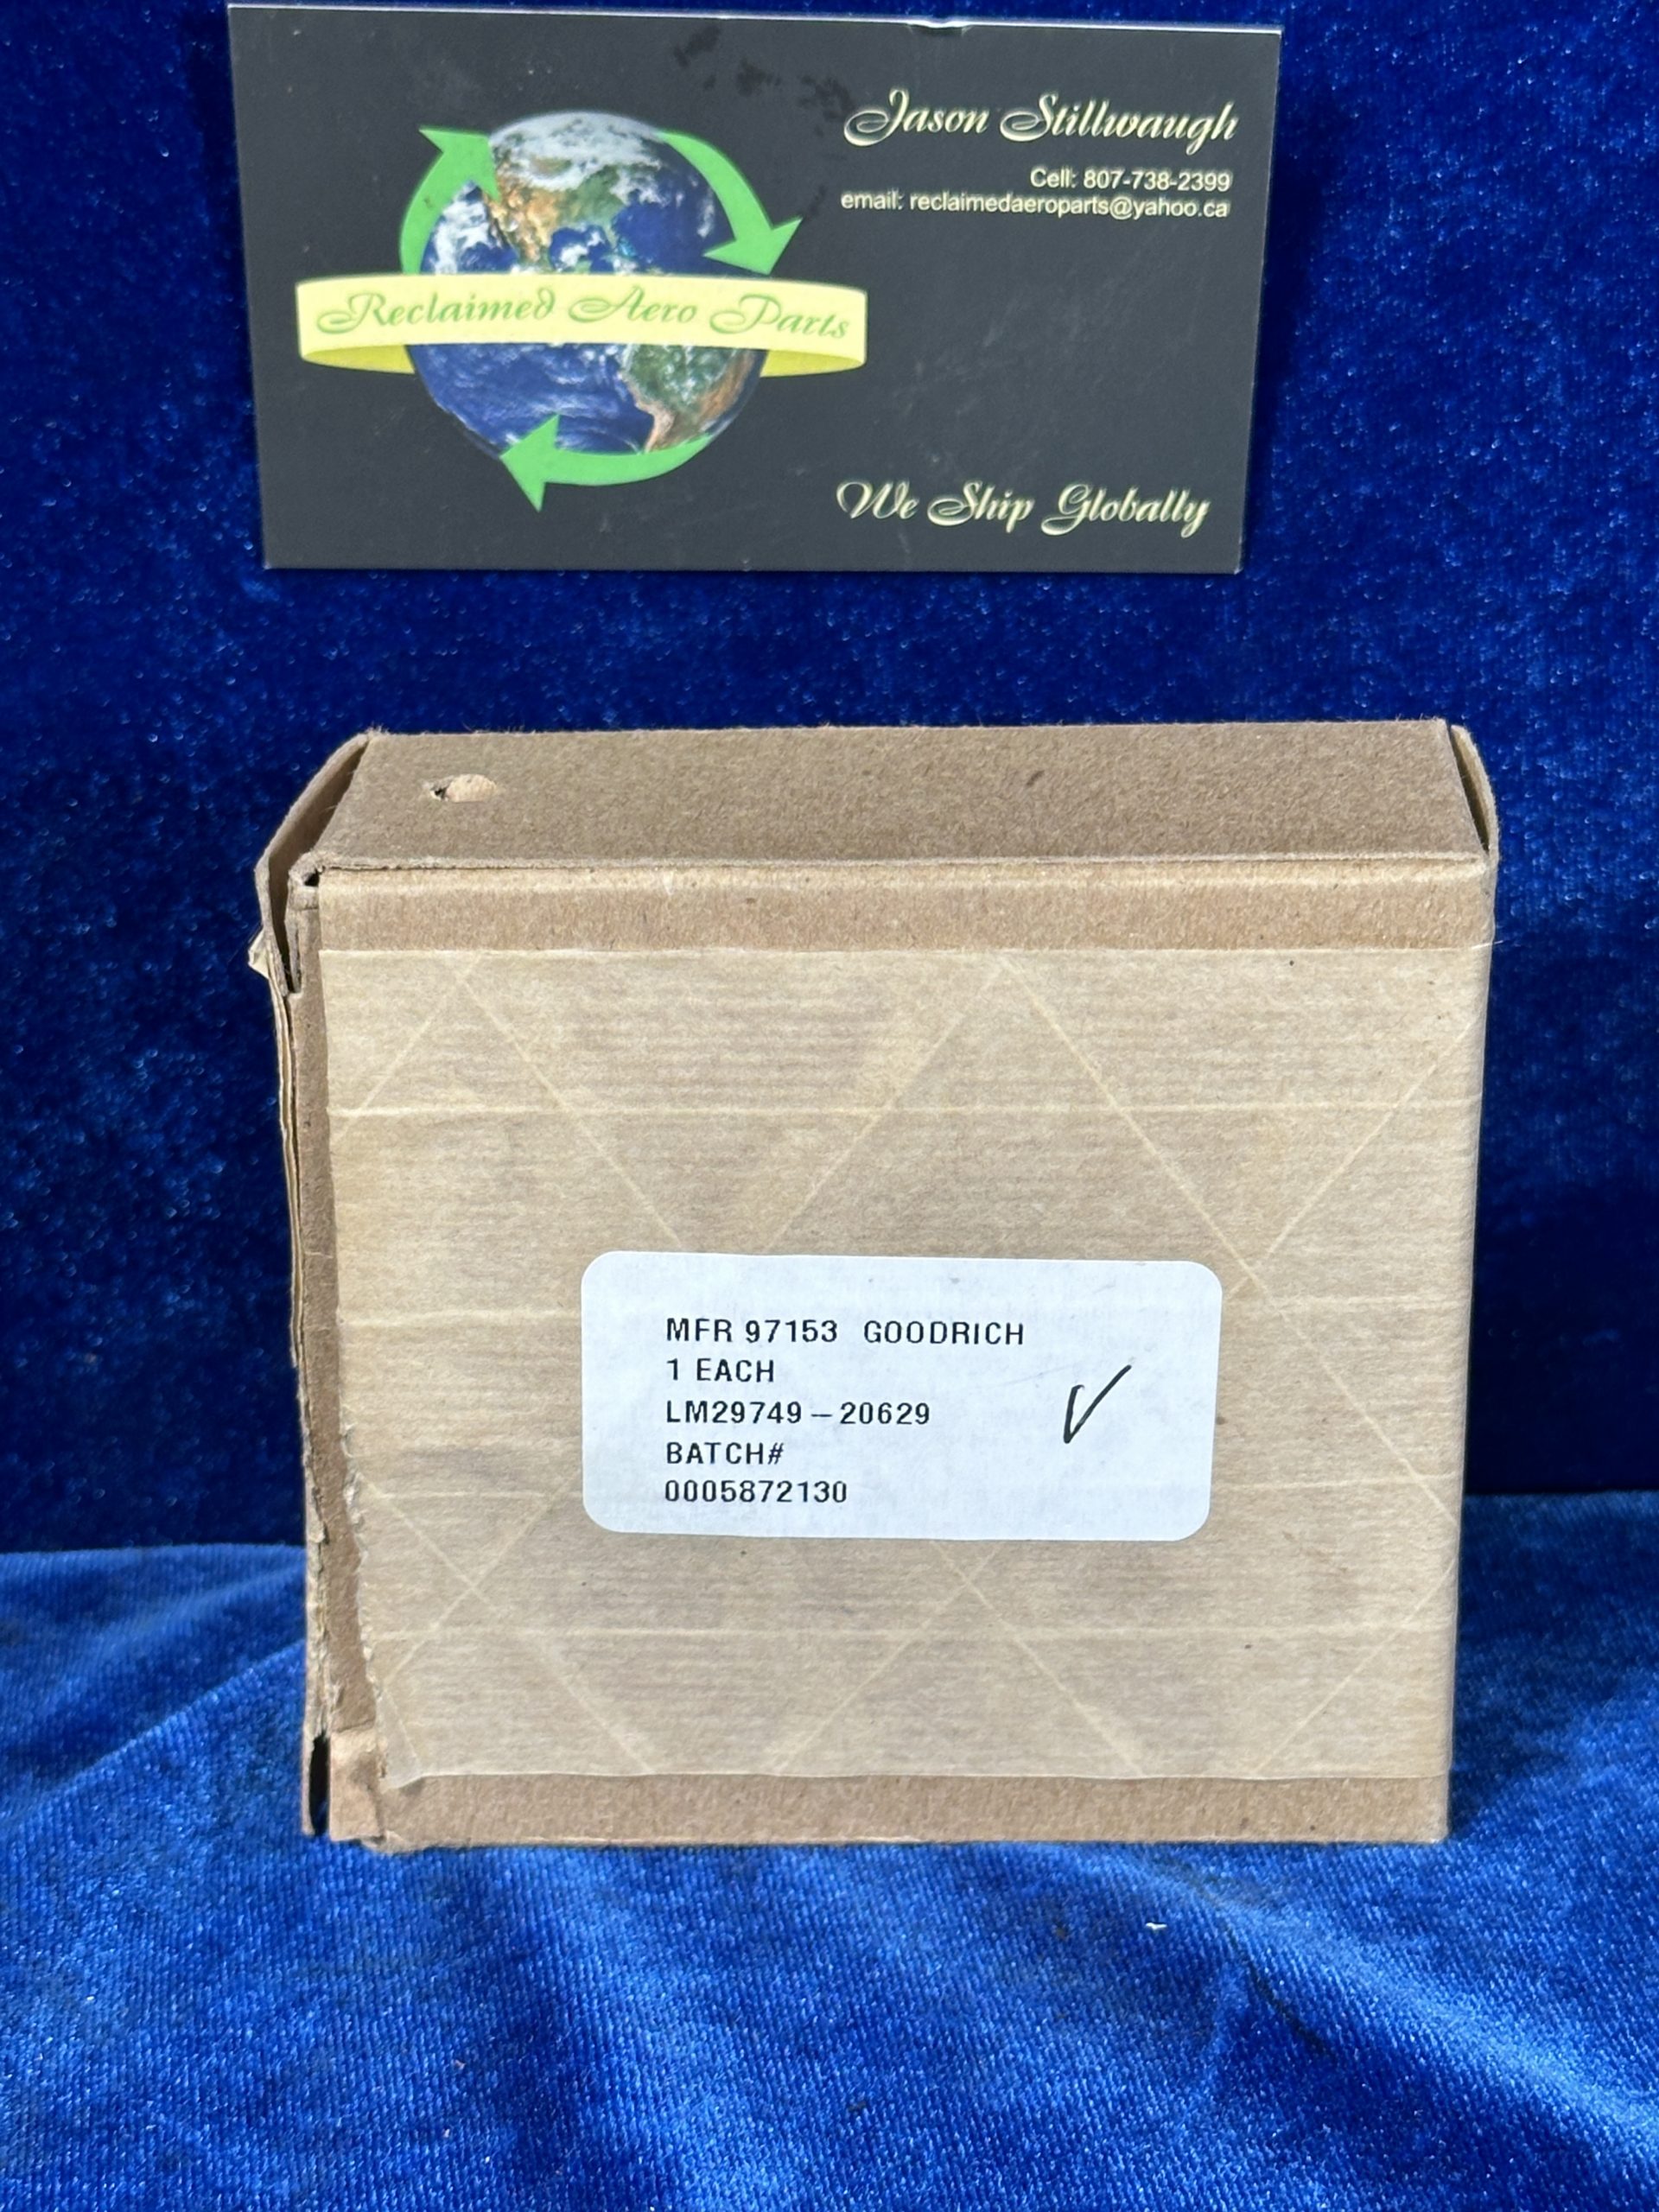 Jason Stillwaugh
Cell: 807-738-2399
email: reclaimedaeroparts@yahoo.ca
Reclaimed Aero Parts
We Ship Globally
MFR 97153 GOODRICH
1 EACH
LM29749-20629
BATCH#
0005872130